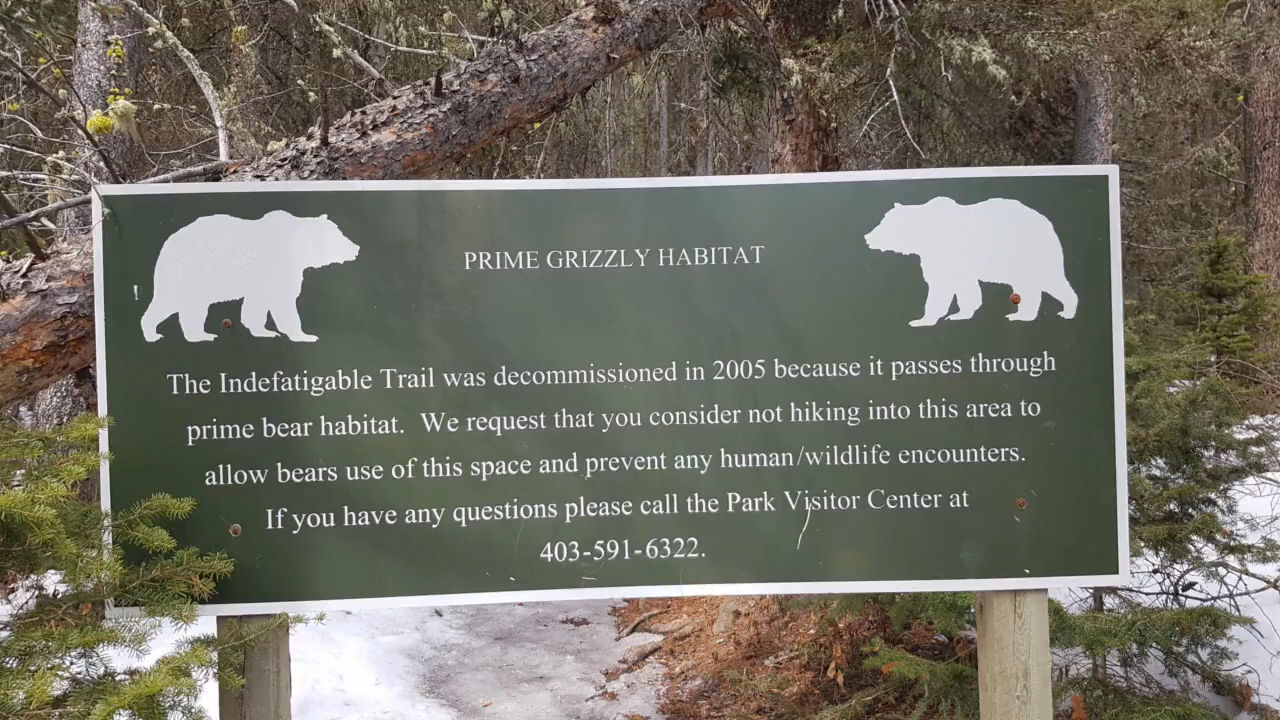 PRIME GRIZZLY HABITAT
The Indefatigable Trail was decommissioned in 2005 because it passes through
prime bear habitat.  We request that you consider not hiking into this area to
allow bears use of this space and prevent any human/wildlife encounters.
If you have any questions please call the Park Visitor Center at
403-591-6322.